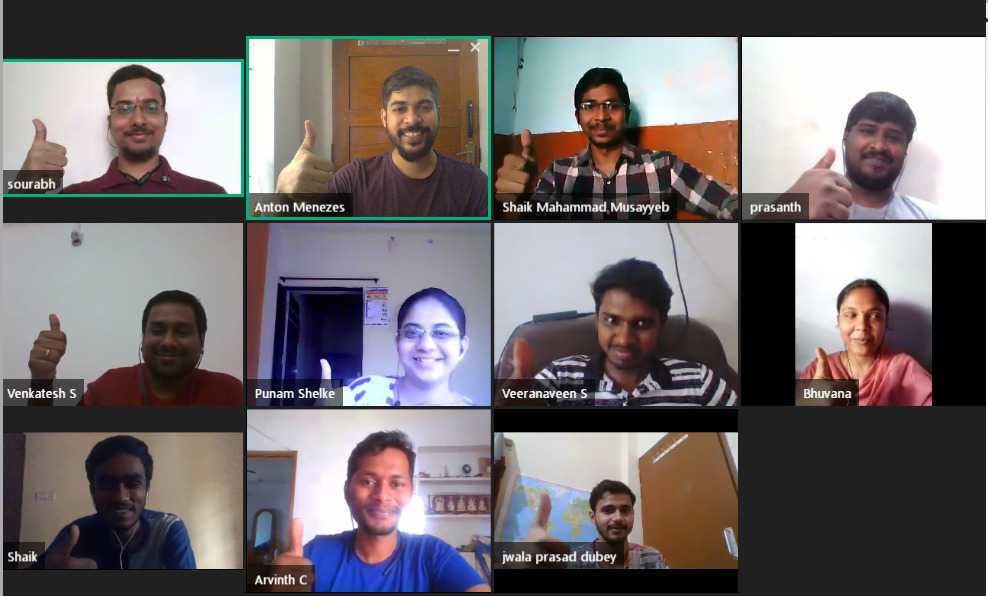 sourabh
Anton Menezes
Shaik Mahammad Musayyeb
prasanth
Venkatesh S
Punam Shelke
Veeranaveen S
Bhuvana
Shaik
Arvinth C
jwala prasad dubey